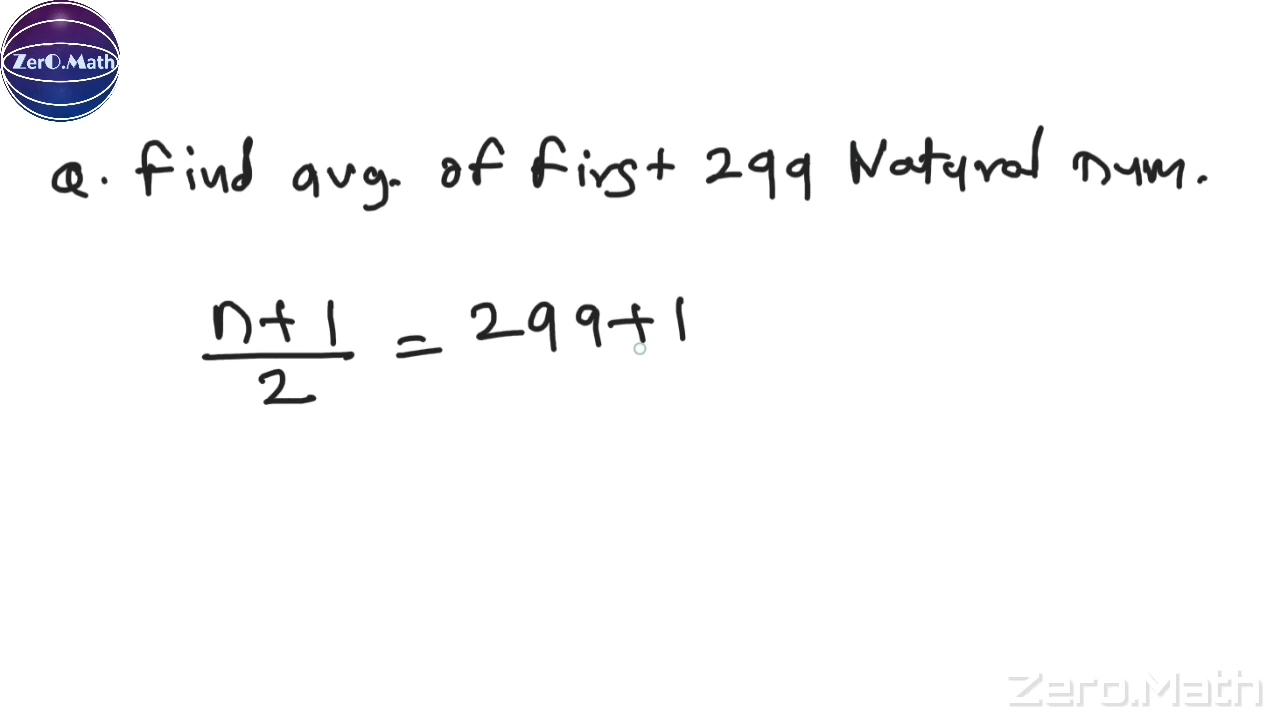 ZerO.Math
Q. Find avg. of first 299 Natural num.
n+1
2
= 299+1
Zero.Math